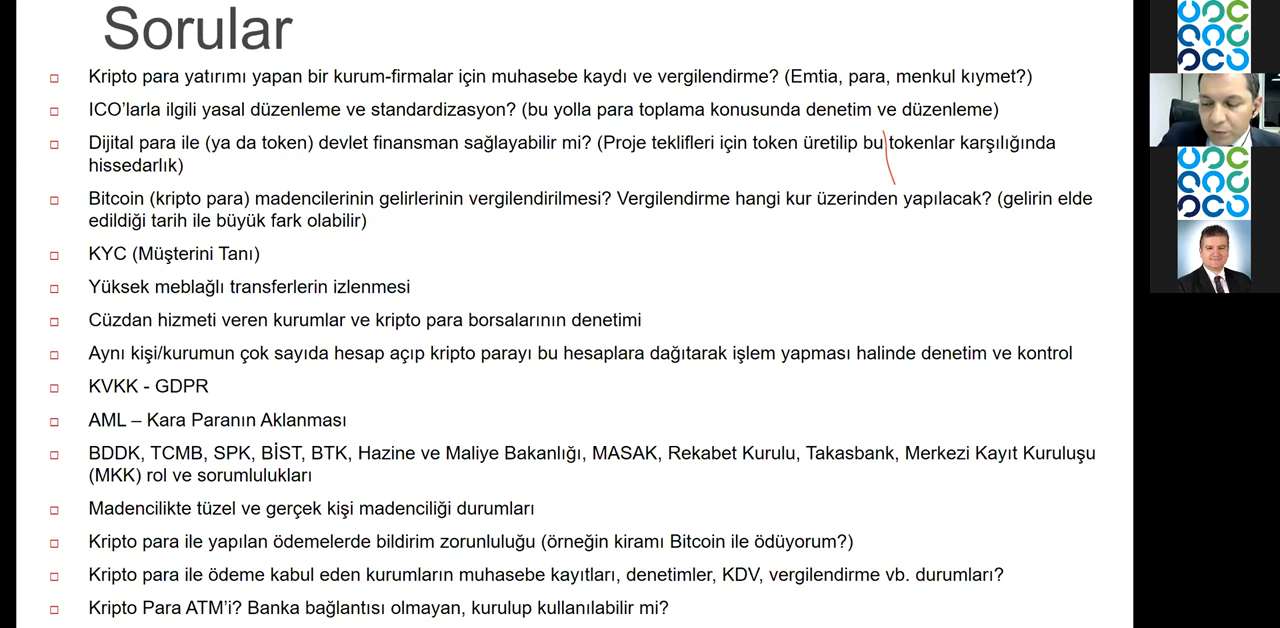 Sorular
Kripto para yatırımı yapan bir kurum-firmalar için muhasebe kaydı ve vergilendirme? (Emtia, para, menkul kıymet?)
ICO'larla ilgili yasal düzenleme ve standardizasyon? (bu yolla para toplama konusunda denetim ve düzenleme)
Dijital para ile (ya da token) devlet finansman sağlayabilir mi? (Proje teklifleri için token üretilip bu tokenlar karşılığında
hissedarlık)
Bitcoin (kripto para) madencilerinin gelirlerinin vergilendirilmesi? Vergilendirme hangi kur üzerinden yapılacak? (gelirin elde
edildiği tarih ile büyük fark olabilir)
KYC (Müşterini Tanı)
Yüksek meblağlı transferlerin izlenmesi
Cüzdan hizmeti veren kurumlar ve kripto para borsalarının denetimi
Aynı kişi/kurumun çok sayıda hesap açıp kripto parayı bu hesaplara dağıtarak işlem yapması halinde denetim ve kontrol
KVKK - GDPR
AML – Kara Paranın Aklanması
BDDK, TCMB, SPK, BİST, BTK, Hazine ve Maliye Bakanlığı, MASAK, Rekabet Kurulu, Takasbank, Merkezi Kayıt Kuruluşu
(MKK) rol ve sorumlulukları
Madencilikte tüzel ve gerçek kişi madenciliği durumları
Kripto para ile yapılan ödemelerde bildirim zorunluluğu (örneğin kiramı Bitcoin ile ödüyorum?)
Kripto para ile ödeme kabul eden kurumların muhasebe kayıtları, denetimler, KDV, vergilendirme vb. durumları?
Kripto Para ATM'i? Banka bağlantısı olmayan, kurulup kullanılabilir mi?